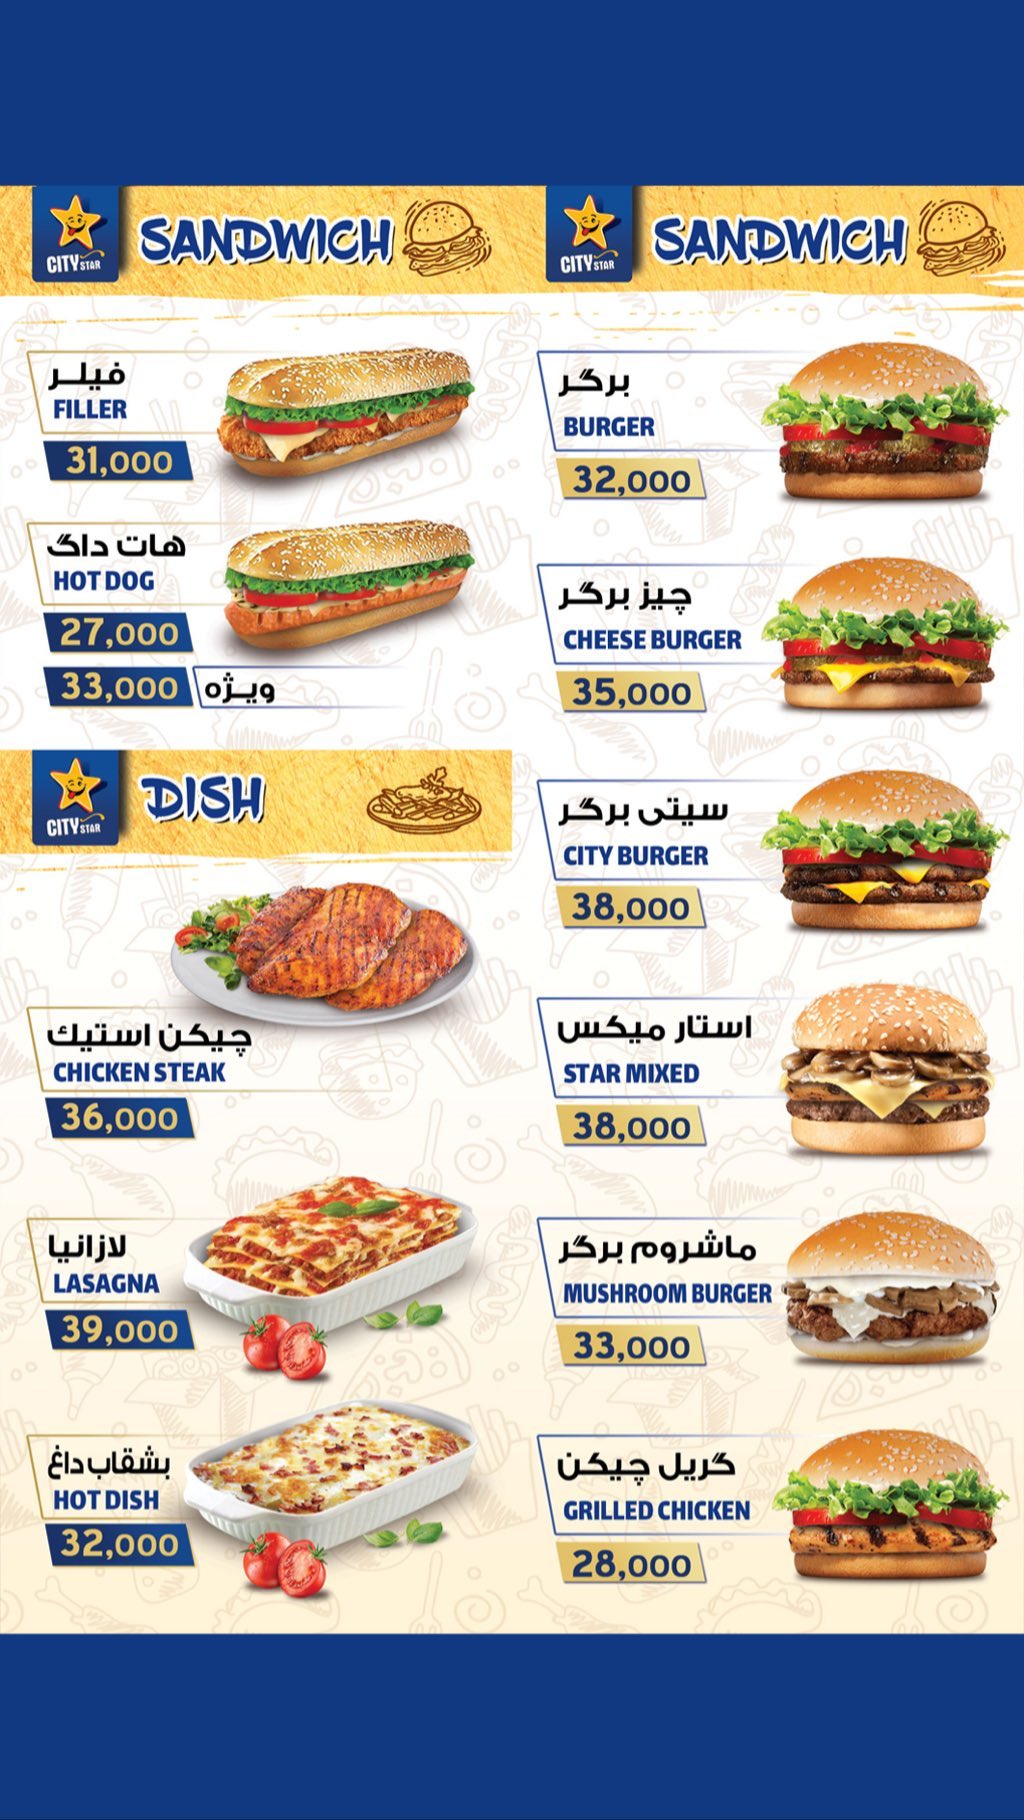 CITY STAR
SANDWICH
فیلـر
FILLER
31,000
هات داگ
HOT DOG
27,000
33,000 ویـژه
CITY STAR
DISH
چیکن استیك
CHICKEN STEAK
36,000
لازانیا
LASAGNA
39,000
بشقاب داغ
HOT DISH
32,000
CITY STAR
SANDWICH
برگر
BURGER
32,000
چیز برگر
CHEESE BURGER
35,000
سیتی برگر
CITY BURGER
38,000
استار میکس
STAR MIXED
38,000
ماشروم برگر
MUSHROOM BURGER
33,000
گریل چیکن
GRILLED CHICKEN
28,000